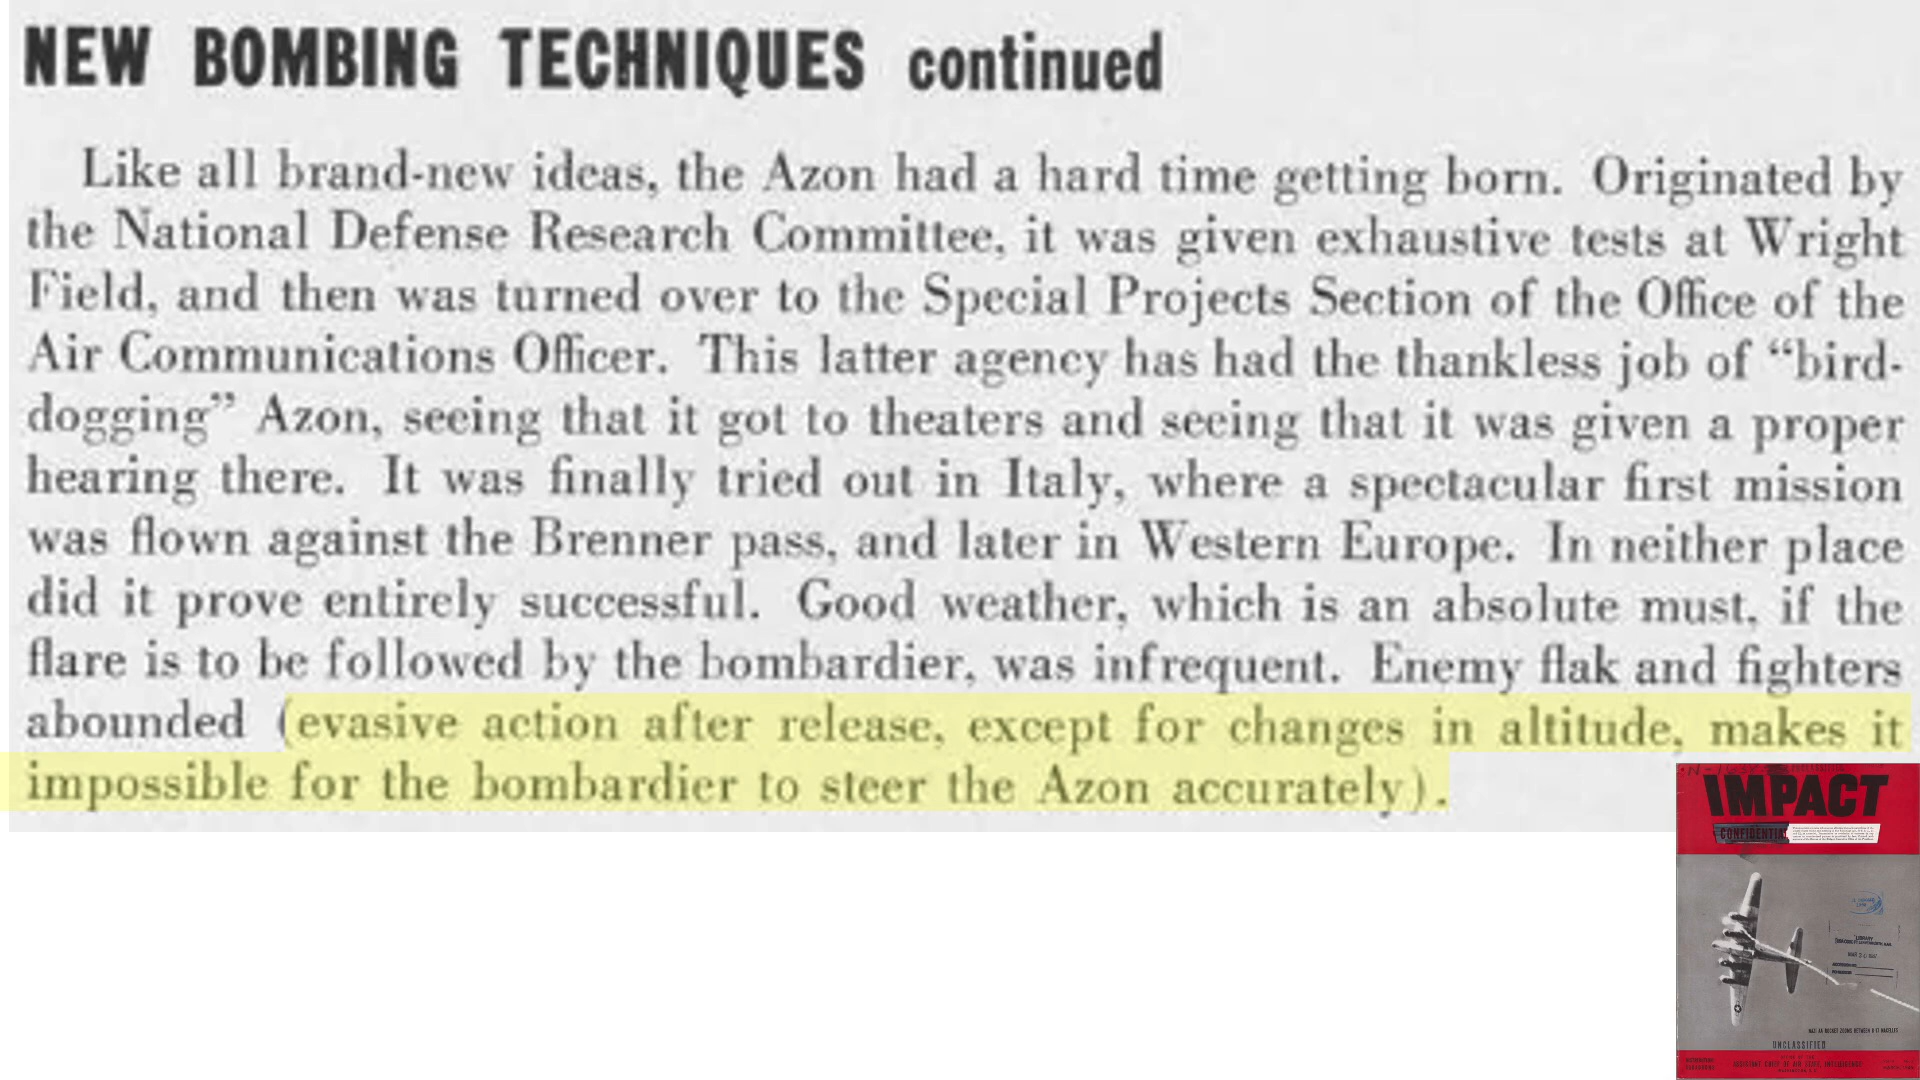 NEW BOMBING TECHNIQUES continued
Like all brand-new ideas, the Azon had a hard time getting born. Originated by
the National Defense Research Committee, it was given exhaustive tests at Wright
Field, and then was turned over to the Special Projects Section of the Office of the
Air Communications Officer. This latter agency has had the thankless job of “bird-
dogging” Azon, seeing that it got to theaters and seeing that it was given a proper
hearing there. It was finally tried out in Italy, where a spectacular first mission
was flown against the Brenner pass, and later in Western Europe. In neither place
did it prove entirely successful. Good weather, which is an absolute must, if the
flare is to be followed by the bombardier, was infrequent. Enemy flak and fighters
abounded (evasive action after release, except for changes in altitude, makes it
impossible for the bombardier to steer the Azon accurately).
IMPACT
CONFIDENTIAL
LIBRARY
UNCLASSIFIED
ASSISTANT CHIEF OF AIR STAFF, INTELLIGENCE